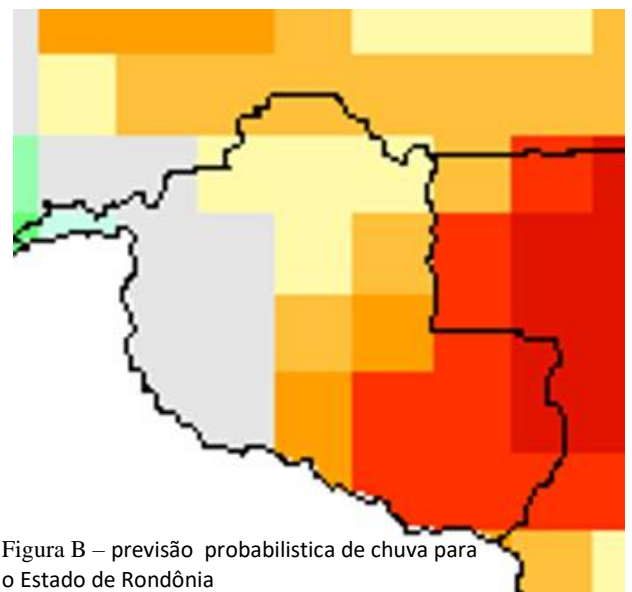 Figura B – previsão probabilistica de chuva para
o Estado de Rondônia